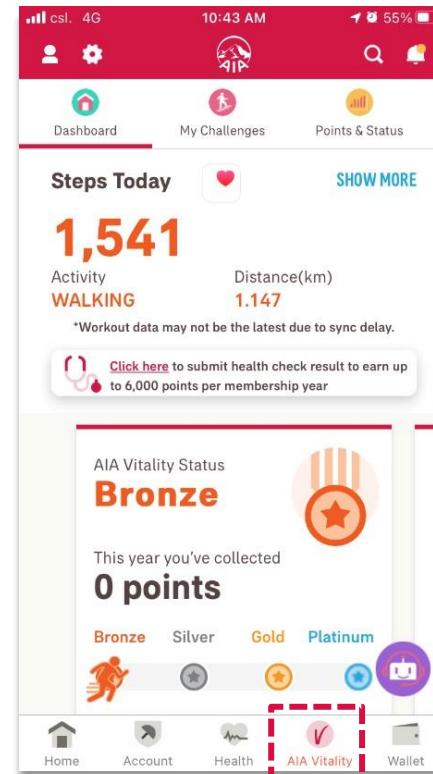 csl. 4G 10:43 AM 55%
AIA
Dashboard My Challenges Points & Status
Steps Today SHOW MORE
1,541
Activity Distance(km)
WALKING 1.147
*Workout data may not be the latest due to sync delay.
Click here to submit health check result to earn up
to 6,000 points per membership year
AIA Vitality Status
Bronze
This year you've collected
0 points
Bronze Silver Gold Platinum
Home Account Health AIA Vitality Wallet